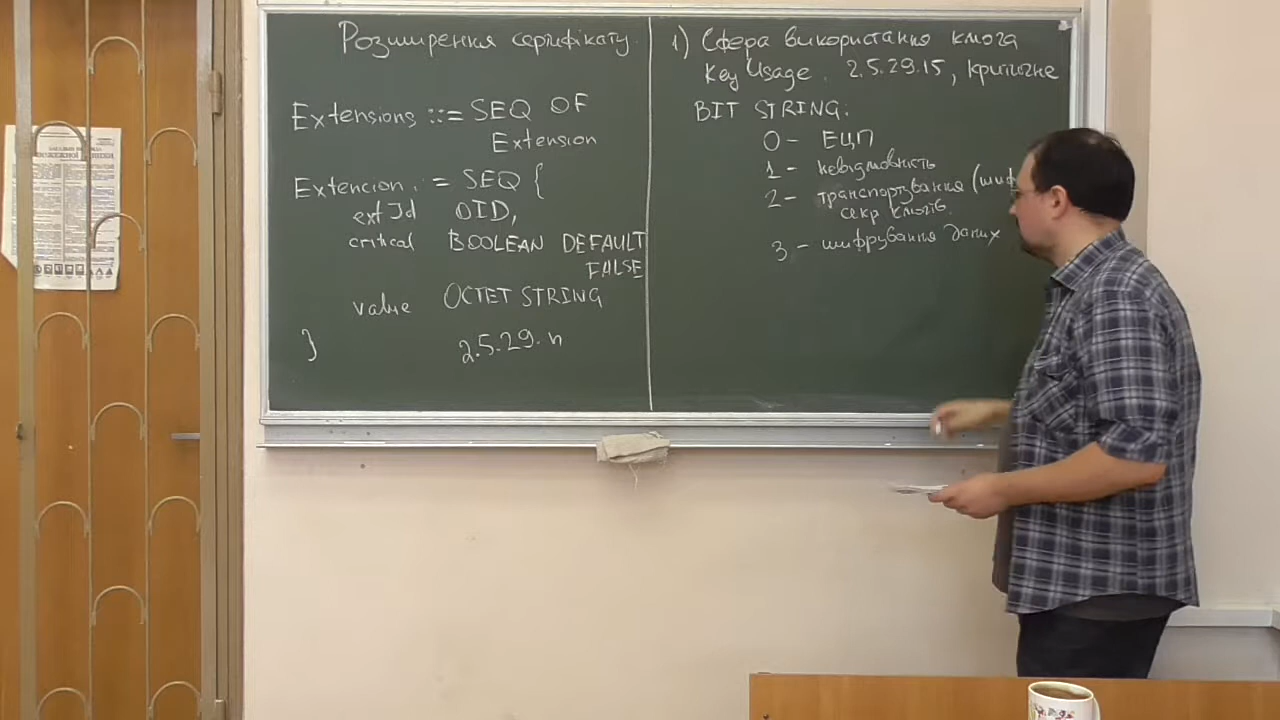 Розширення сертифікату.
Extensions ::= SEQ OF
Extension
Extencion := SEQ {
extId OID,
critical BOOLEAN DEFAULT
FALSE
value OCTET STRING
}
2.5.29.n
1) Сфера використання ключа
Key Usage. 2.5.29.15, критичне
BIT STRING:
0 - ЕЦП
1 - невідмовність
2 - транспортування (шиф
секр ключів.
3 - шифрування даних